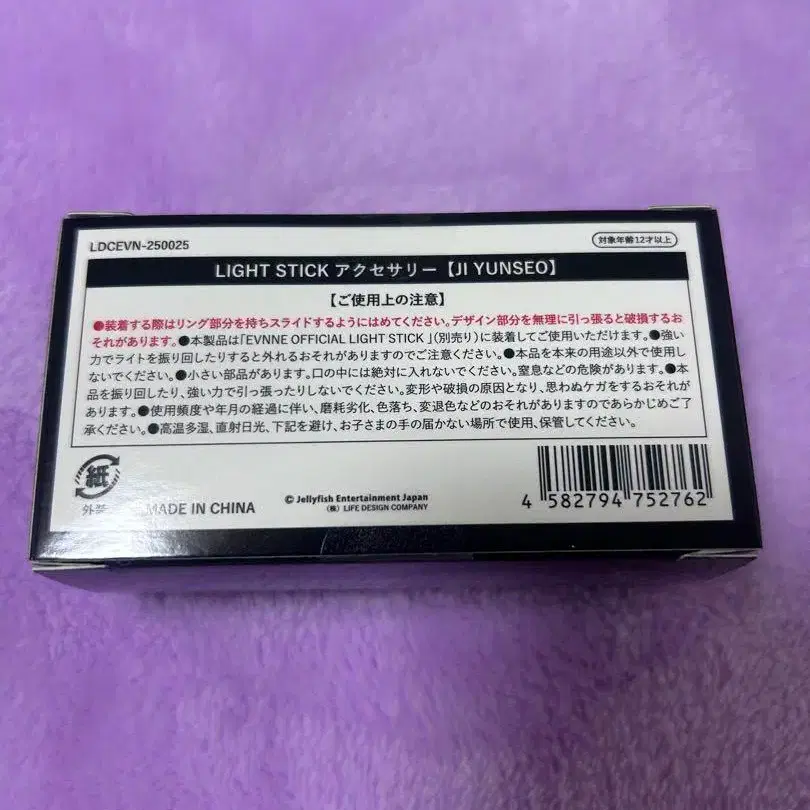 LDCEVN-250025
対象年齢12才以上
LIGHT STICK アクセサリー【JI YUNSEO】
【ご使用上の注意】
●装着する際はリング部分を持ちスライドするようにはめてください。デザイン部分を無理に引っ張ると破損するお
それがあります。●本製品は「EVNNE OFFICIAL LIGHT STICK」(別売り)に装着してご使用いただけます。●強い
力でライトを振り回したりすると外れるおそれがありますのでご注意ください。●本品を本来の用途以外で使用し
ないでください。●小さい部品があります。口の中には絶対に入れないでください。窒息などの危険があります。●本
品を振り回したり、強い力で引っ張ったりしないでください。変形や破損の原因となり、思わぬケガをするおそれが
あります。●使用頻度や年月の経過に伴い、磨耗劣化、色落ち、変退色などのおそれがありますのであらかじめご了
承ください。●高温多湿、直射日光、下記を避け、お子さまの手の届かない場所で使用、保管してください。
紙
外装
MADE IN CHINA
© Jellyfish Entertainment Japan
(株) LIFE DESIGN COMPANY
4 582794 752762